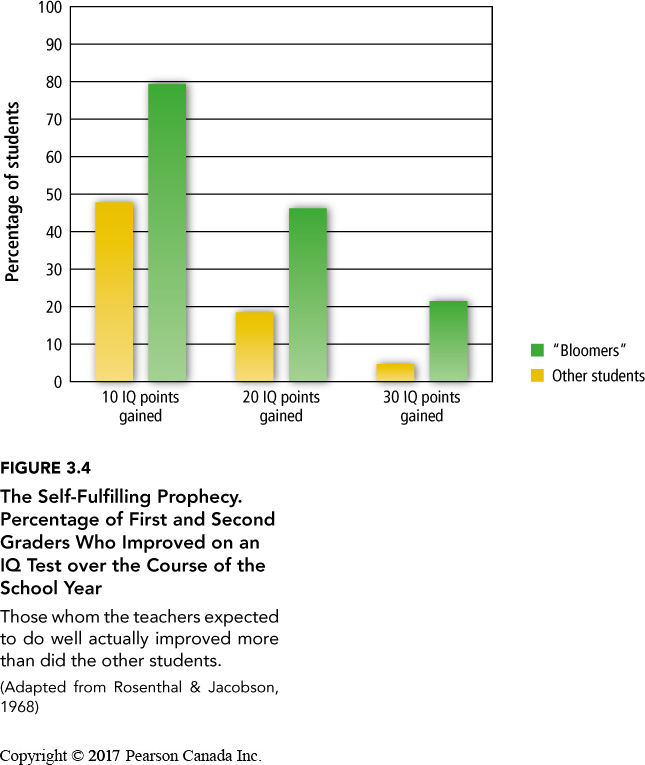 Percentage of students
100
90
80
70
60
50
40
30
20
10
0
10 IQ points
gained
20 IQ points
gained
30 IQ points
gained
“Bloomers”
Other students
FIGURE 3.4
The Self-Fulfilling Prophecy.
Percentage of First and Second
Graders Who Improved on an
IQ Test over the Course of the
School Year
Those whom the teachers expected
to do well actually improved more
than did the other students.
(Adapted from Rosenthal & Jacobson,
1968)
Copyright © 2017 Pearson Canada Inc.